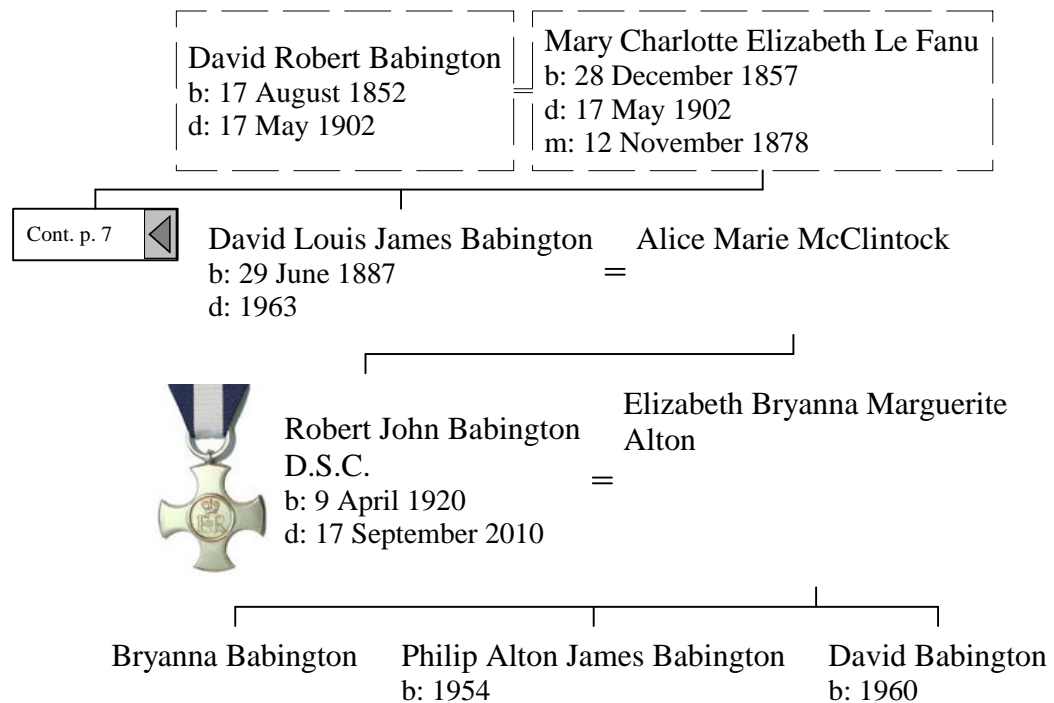 David Robert Babington
b: 17 August 1852
d: 17 May 1902
Mary Charlotte Elizabeth Le Fanu
b: 28 December 1857
d: 17 May 1902
m: 12 November 1878
Cont. p. 7
David Louis James Babington
b: 29 June 1887
d: 1963
=
Alice Marie McClintock
Robert John Babington
D.S.C.
b: 9 April 1920
d: 17 September 2010
=
Elizabeth Bryanna Marguerite
Alton
Bryanna Babington
Philip Alton James Babington
b: 1954
David Babington
b: 1960